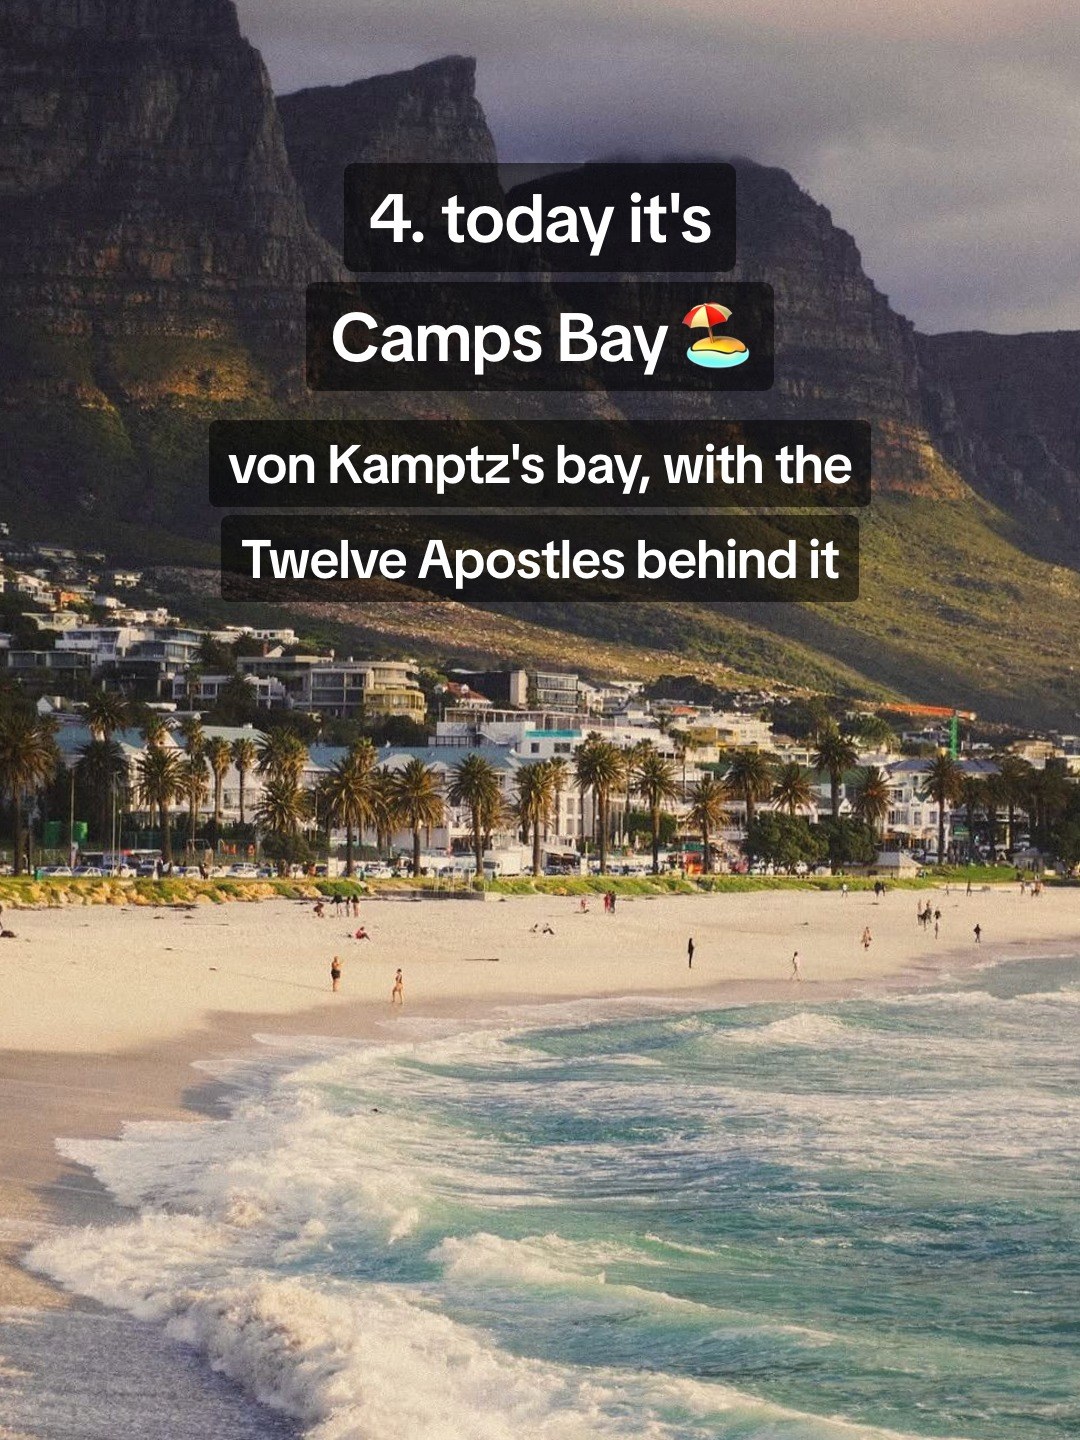 4. today it's
Camps Bay 🏖️
von Kamptz's bay, with the
Twelve Apostles behind it